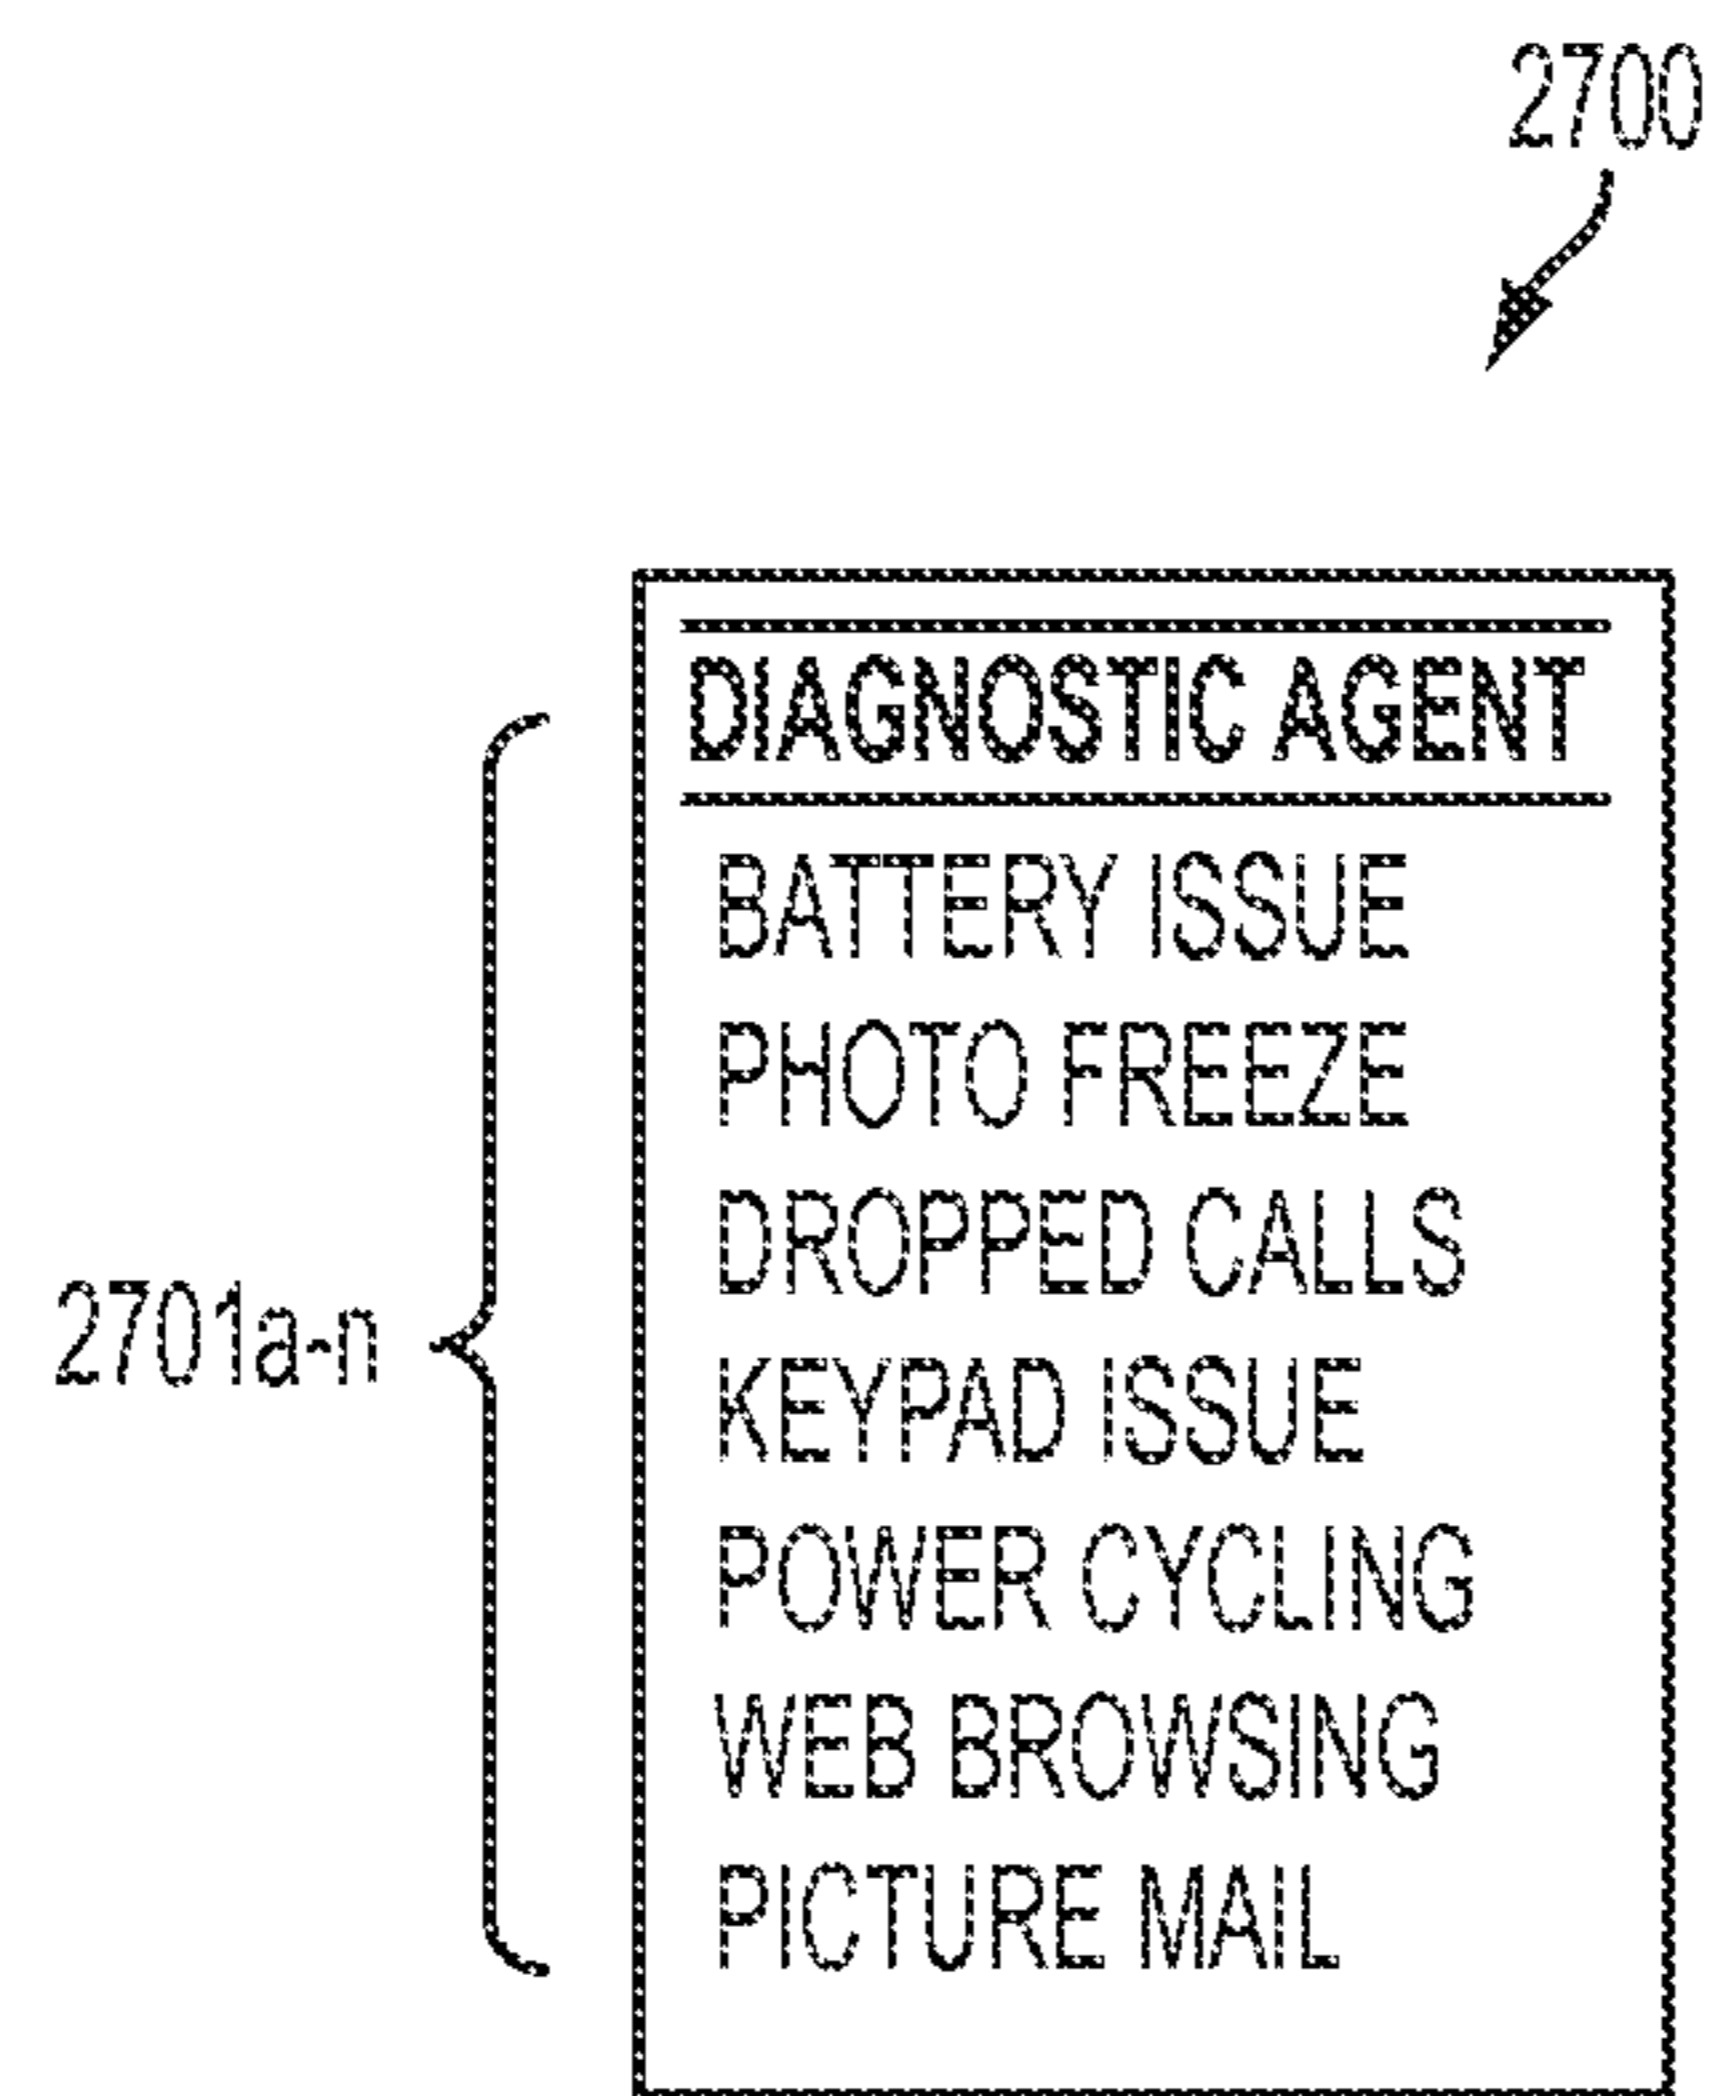 2700
DIAGNOSTIC AGENT
BATTERY ISSUE
PHOTO FREEZE
DROPPED CALLS
2701a-n
KEYPAD ISSUE
POWER CYCLING
WEB BROWSING
PICTURE MAIL